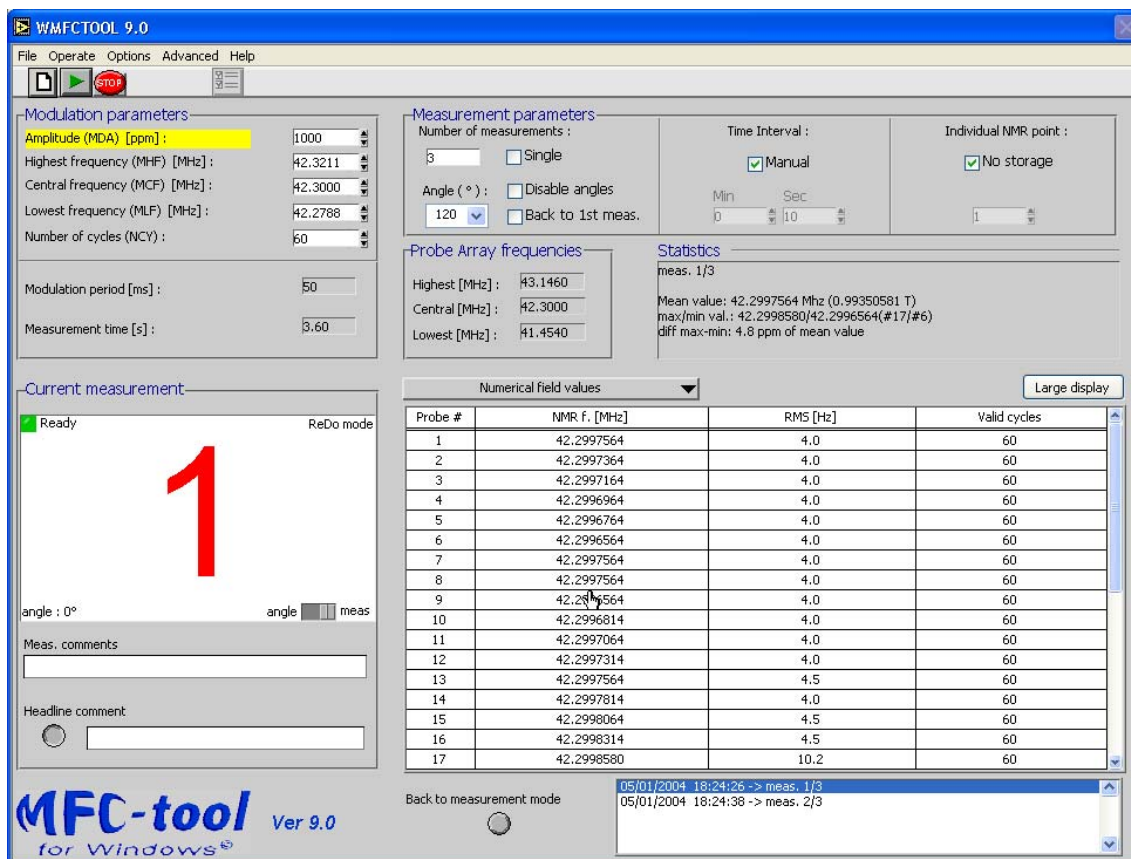 WMFCTOOL 9.0
File Operate Options Advanced Help
STOP
Modulation parameters
Amplitude (MDA) [ppm] : 1000
Highest frequency (MHF) [MHz] : 42.3211
Central frequency (MCF) [MHz] : 42.3000
Lowest frequency (MLF) [MHz] : 42.2788
Number of cycles (NCY) : 60
Modulation period [ms] : 50
Measurement time [s] : 3.60
Measurement parameters
Number of measurements :
3 Single
Angle ( ° ) : Disable angles
120 Back to 1st meas.
Time Interval :
Manual
Min Sec
0 10
Individual NMR point :
No storage
1
Probe Array frequencies
Highest [MHz] : 43.1460
Central [MHz] : 42.3000
Lowest [MHz] : 41.4540
Statistics
meas. 1/3
Mean value: 42.2997564 Mhz (0.99350581 T)
max/min val.: 42.2998580/42.2996564(#17/#6)
diff max-min: 4.8 ppm of mean value
Current measurement
Ready ReDo mode
1
angle : 0° angle meas
Meas. comments
Headline comment
Numerical field values
Large display
Probe # NMR f. [MHz] RMS [Hz] Valid cycles
1 42.2997564 4.0 60
2 42.2997364 4.0 60
3 42.2997164 4.0 60
4 42.2996964 4.0 60
5 42.2996764 4.0 60
6 42.2996564 4.0 60
7 42.2997564 4.0 60
8 42.2997564 4.0 60
9 4.0 60
10 42.2996814 4.0 60
11 42.2997064 4.0 60
12 42.2997314 4.0 60
13 42.2997564 4.5 60
14 42.2997814 4.0 60
15 42.2998064 4.5 60
16 42.2998314 4.5 60
17 42.2998580 10.2 60
MFC-tool
for Windows©
Ver 9.0
Back to measurement mode
05/01/2004 18:24:26 -> meas. 1/3
05/01/2004 18:24:38 -> meas. 2/3